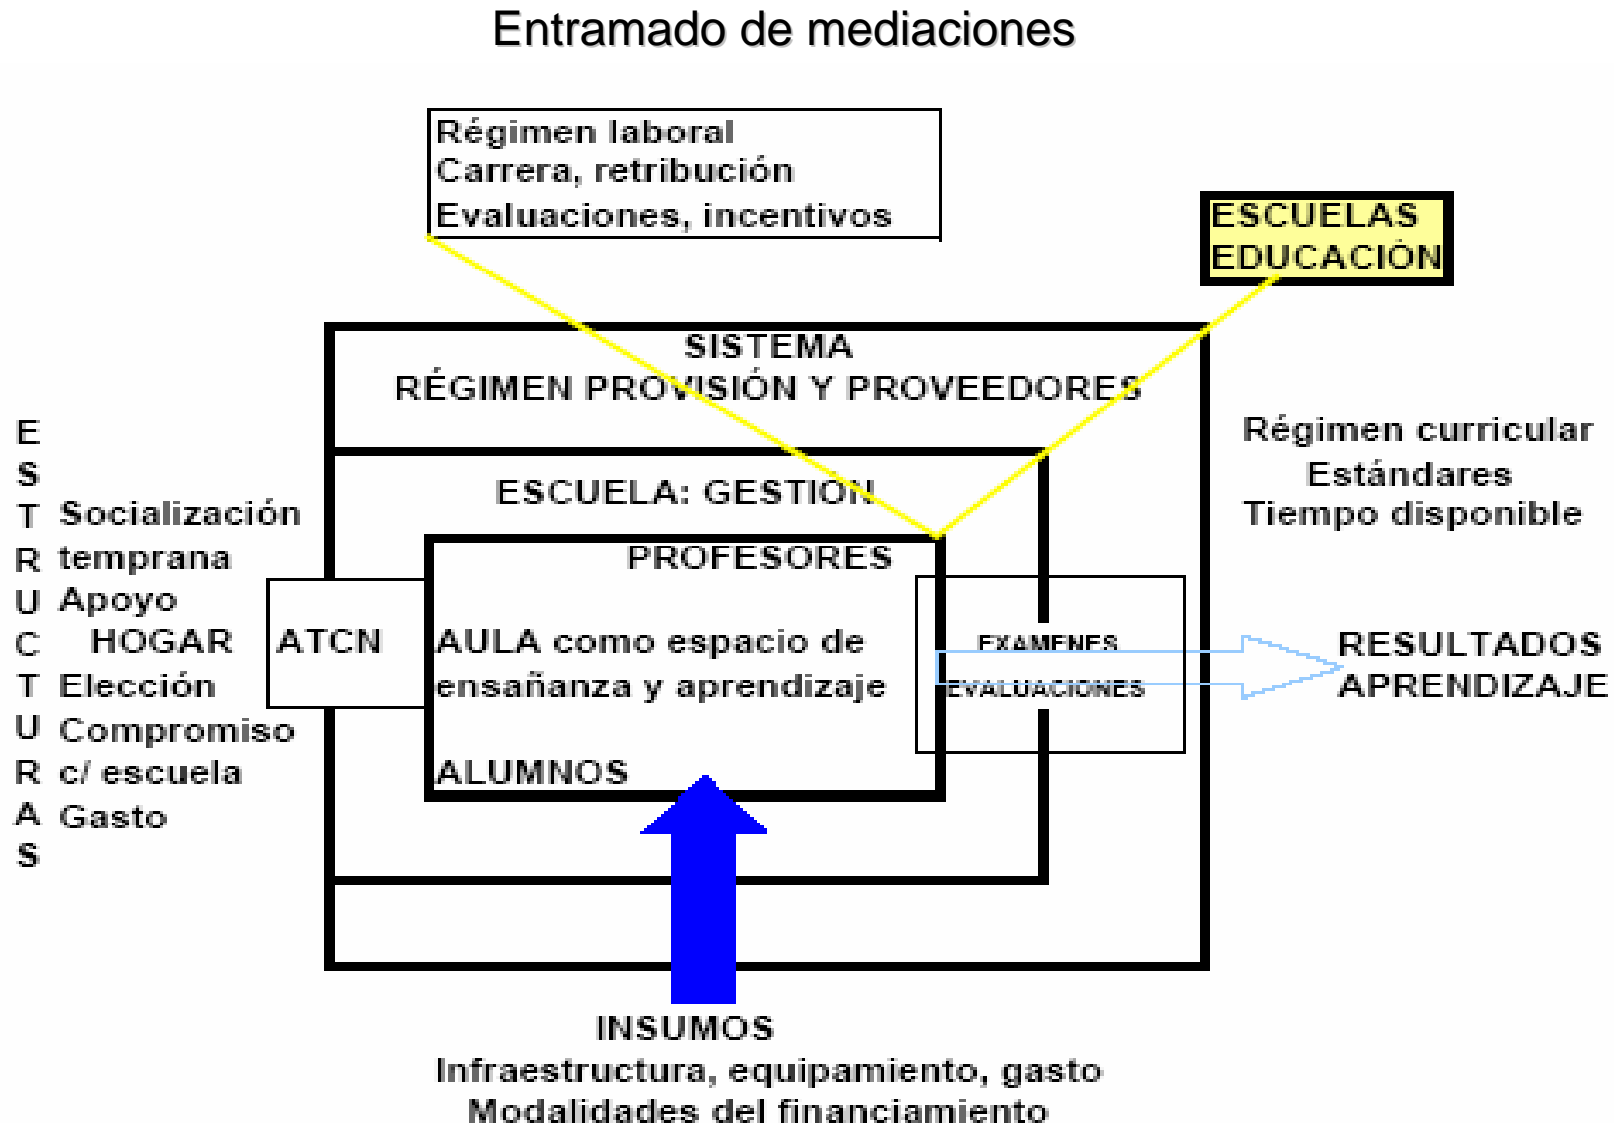 Entramado de mediaciones
Régimen laboral
Carrera, retribución
Evaluaciones, incentivos
ESCUELAS
EDUCACIÓN
SISTEMA
RÉGIMEN PROVISIÓN Y PROVEEDORES
ESTRUCTURAS
Socialización
temprana
Apoyo
HOGAR
Elección
Compromiso
c/ escuela
Gasto
ATCN
ESCUELA: GESTIÓN
PROFESORES
AULA como espacio de
ensañanza y aprendizaje
ALUMNOS
EXAMENES
EVALUACIONES
Régimen curricular
Estándares
Tiempo disponible
RESULTADOS
APRENDIZAJE
INSUMOS
Infraestructura, equipamiento, gasto
Modalidades del financiamiento